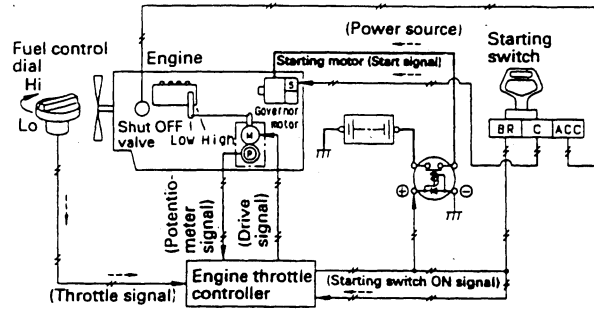 (Power source)
Fuel control
dial
Hi
Lo
Engine
Starting motor (Start signal)
Starting
switch
S
Governor
motor
Shut OFF
valve
Low High
M
P
BR C ACC
(Potentio-
meter
signal)
(Drive
signal)
Engine throttle
controller
(Throttle signal)
(Starting switch ON signal)